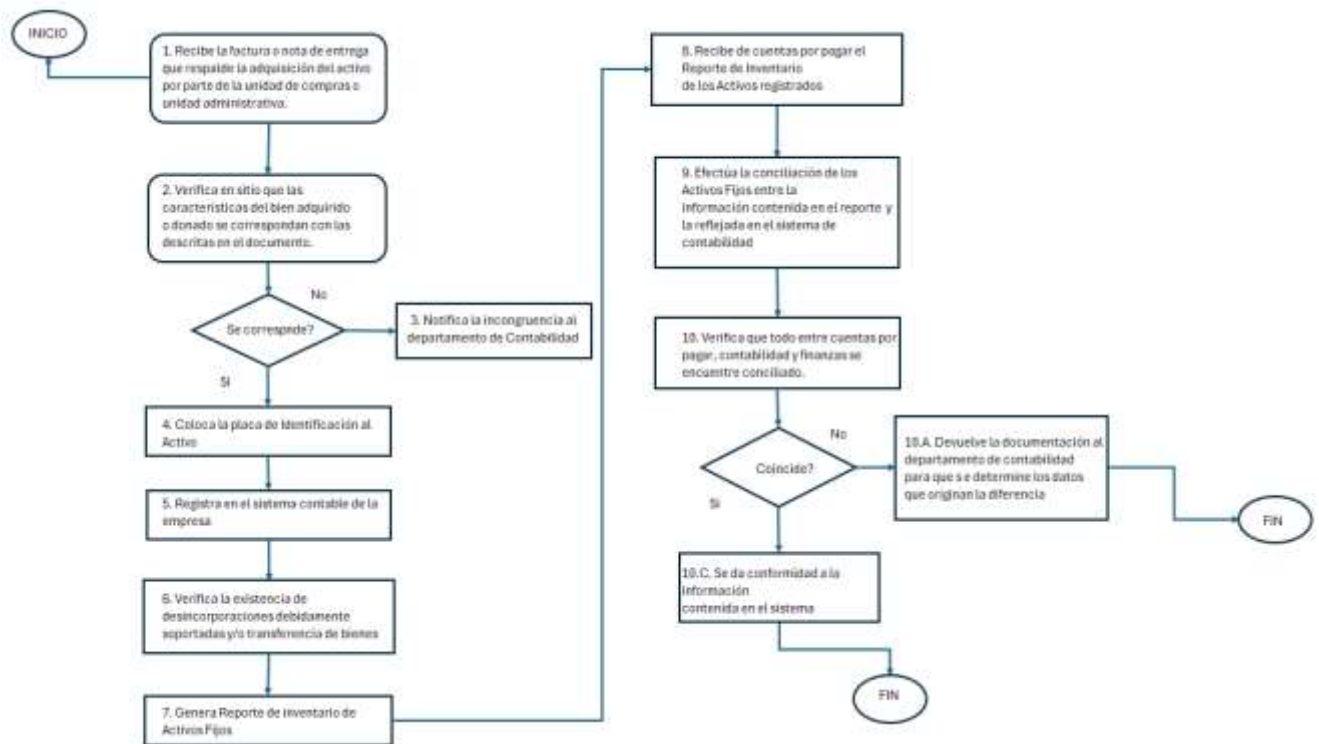 INICIO
1. Recibe la factura o nota de entrega
que respalde la adquisición del activo
por parte de la unidad de compras o
unidad administrativa.
2. Verifica en sitio que las
características del bien adquirido
o donado se correspondan con las
descritas en el documento.
No
Se correspnde?
3. Notifica la incongruencia al
departamento de Contabilidad
Si
4. Coloca la placa de Identificación al
Activo
5. Registra en el sistema contable de la
empresa
6. Verifica la existencia de
desincorporaciones debidamente
soportadas y/o transferencia de bienes
7. Genera Reporte de inventario de
Activos Fijos
8. Recibe de cuentas por pagar el
Reporte de Inventario
de los Activos registrados
9. Efectúa la conciliación de los
Activos Fijos entre la
información contenida en el reporte y
la reflejada en el sistema de
contabilidad
10. Verifica que todo entre cuentas por
pagar, contabilidad y finanzas se
encuentre conciliado.
No
Coincide?
10.A. Devuelve la documentación al
departamento de contabilidad
para que se determine los datos
que originan la diferencia
Si
FIN
10.C. Se da conformidad a la
información
contenida en el sistema
FIN